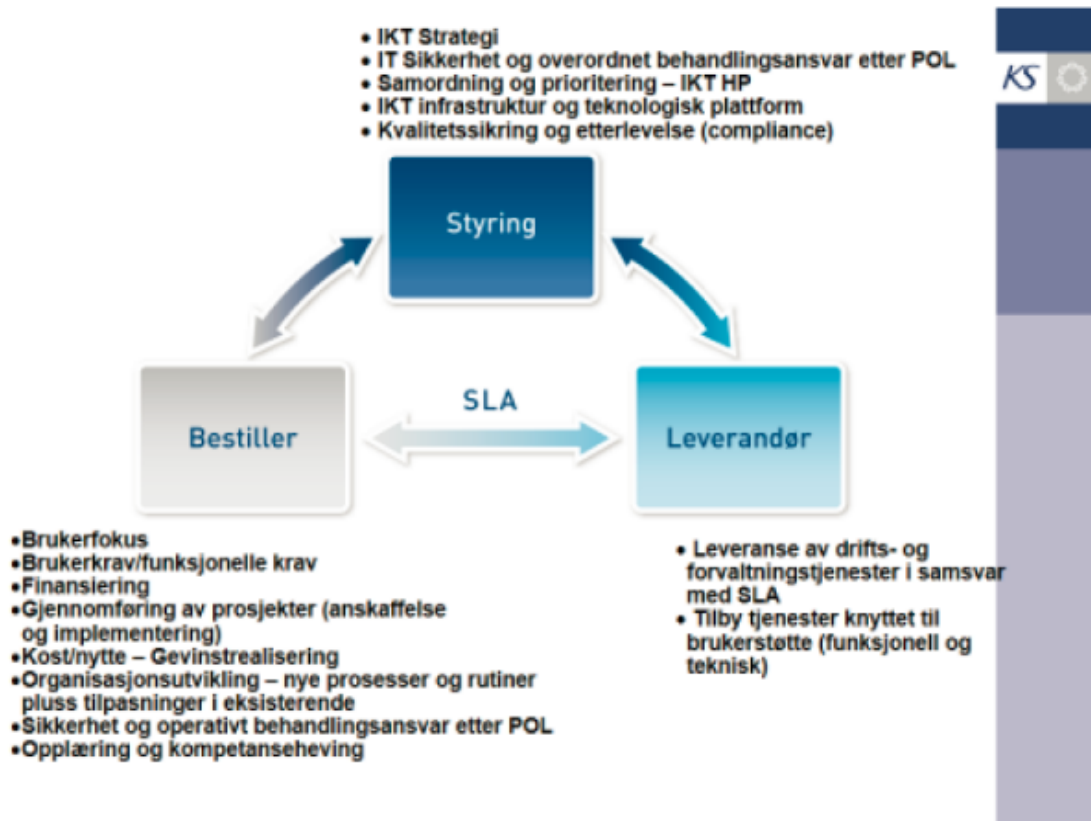 • IKT Strategi
• IT Sikkerhet og overordnet behandlingsansvar etter POL
• Samordning og prioritering – IKT HP
• IKT infrastruktur og teknologisk plattform
• Kvalitetssikring og etterlevelse (compliance)
KS
Styring
SLA
Bestiller
Leverandør
•Brukerfokus
•Brukerkrav/funksjonelle krav
•Finansiering
•Gjennomføring av prosjekter (anskaffelse
og implementering)
•Kost/nytte – Gevinstrealisering
•Organisasjonsutvikling – nye prosesser og rutiner
pluss tilpasninger i eksisterende
•Sikkerhet og operativt behandlingsansvar etter POL
•Opplæring og kompetanseheving
• Leveranse av drifts- og
forvaltningstjenester i samsvar
med SLA
• Tilby tjenester knyttet til
brukerstøtte (funksjonell og
teknisk)